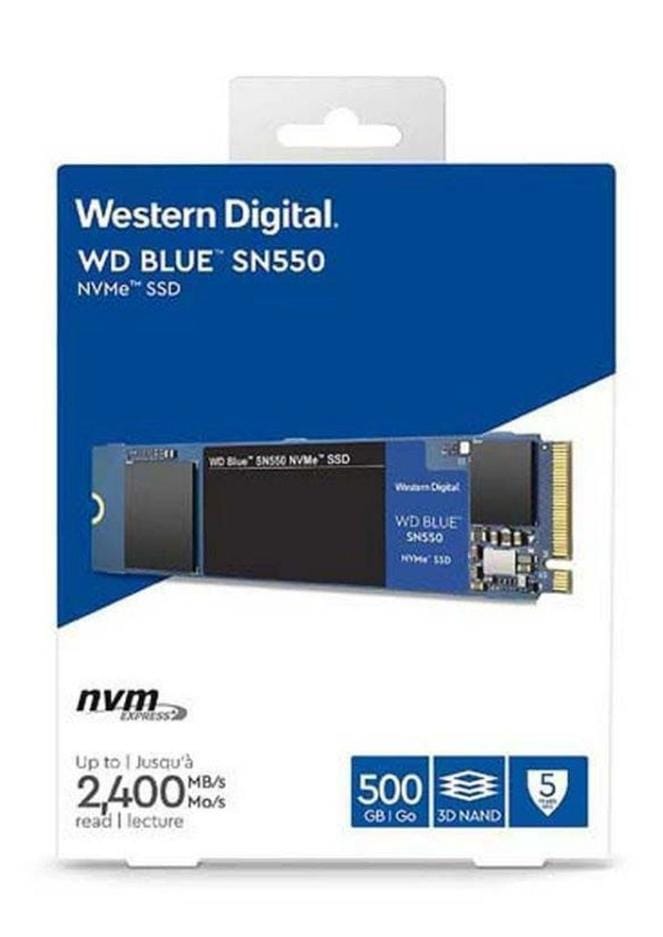 Western Digital.
WD BLUE™ SN550
NVMe™ SSD
WD Blue™ SN550 NVMe™ SSD
Western Digital
WD BLUE™
SN550
NVMe™ SSD
nvm
EXPRESS
Up to | Jusqu'à
2,400 MB/s
Mo/s
read | lecture
500
GB | Go
3D NAND
5
YEARS